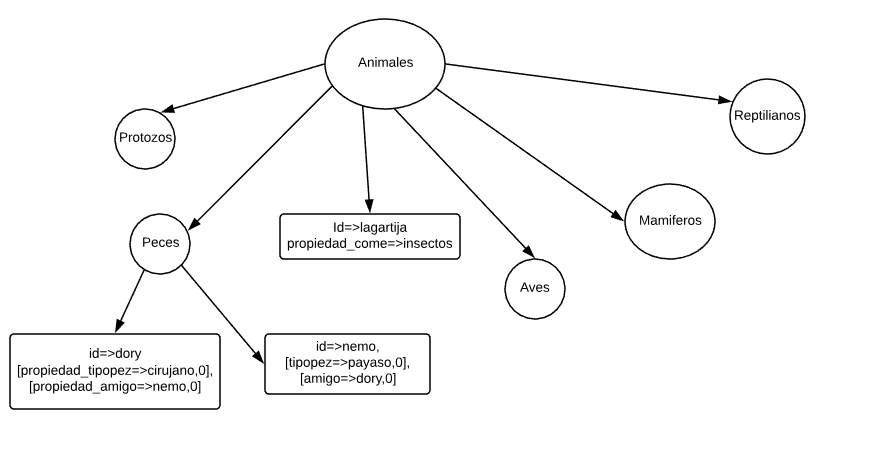 Animales
Protozos
Reptilianos
Peces
Id=>lagartija
propiedad_come=>insectos
Aves
Mamiferos
id=>dory
[propiedad_tipopez=>cirujano,0],
[propiedad_amigo=>nemo,0]
id=>nemo,
[tipopez=>payaso,0],
[amigo=>dory,0]